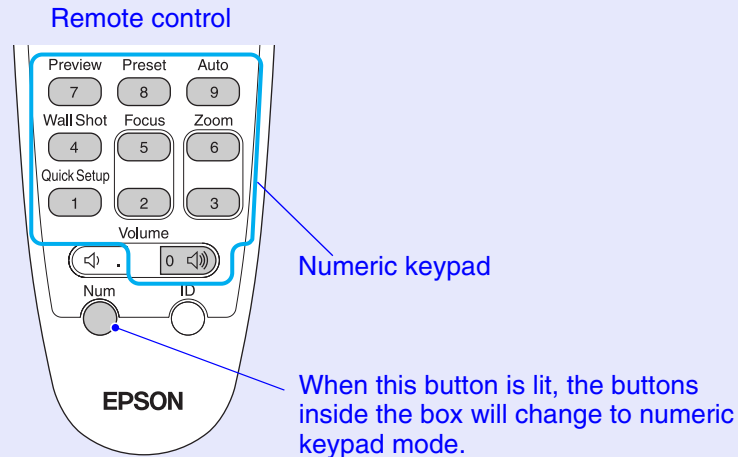 Remote control
Preview Preset Auto
7 8 9
Wall Shot Focus Zoom
4 5 6
Quick Setup
1 2 3
Volume
. 0
Numeric keypad
Num ID
When this button is lit, the buttons
inside the box will change to numeric
keypad mode.
EPSON